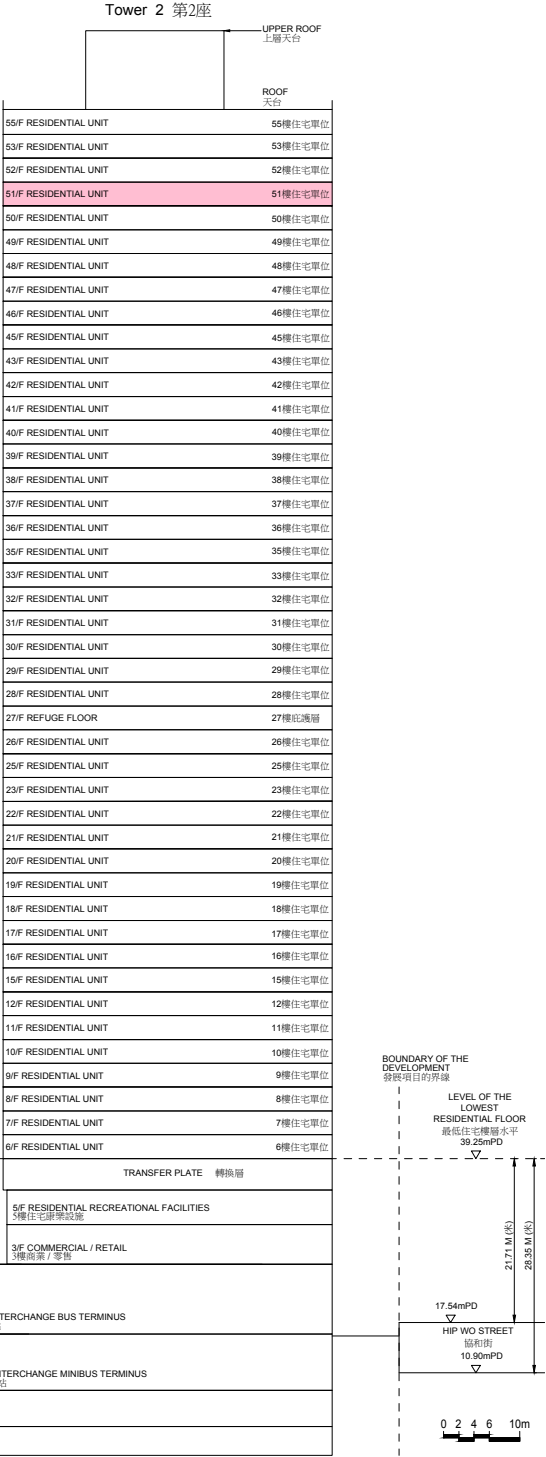 Tower 2 第2座
UPPER ROOF
上層天台
ROOF
天台
55/F RESIDENTIAL UNIT 55樓住宅單位
53/F RESIDENTIAL UNIT 53樓住宅單位
52/F RESIDENTIAL UNIT 52樓住宅單位
51/F RESIDENTIAL UNIT 51樓住宅單位
50/F RESIDENTIAL UNIT 50樓住宅單位
49/F RESIDENTIAL UNIT 49樓住宅單位
48/F RESIDENTIAL UNIT 48樓住宅單位
47/F RESIDENTIAL UNIT 47樓住宅單位
46/F RESIDENTIAL UNIT 46樓住宅單位
45/F RESIDENTIAL UNIT 45樓住宅單位
43/F RESIDENTIAL UNIT 43樓住宅單位
42/F RESIDENTIAL UNIT 42樓住宅單位
41/F RESIDENTIAL UNIT 41樓住宅單位
40/F RESIDENTIAL UNIT 40樓住宅單位
39/F RESIDENTIAL UNIT 39樓住宅單位
38/F RESIDENTIAL UNIT 38樓住宅單位
37/F RESIDENTIAL UNIT 37樓住宅單位
36/F RESIDENTIAL UNIT 36樓住宅單位
35/F RESIDENTIAL UNIT 35樓住宅單位
33/F RESIDENTIAL UNIT 33樓住宅單位
32/F RESIDENTIAL UNIT 32樓住宅單位
31/F RESIDENTIAL UNIT 31樓住宅單位
30/F RESIDENTIAL UNIT 30樓住宅單位
29/F RESIDENTIAL UNIT 29樓住宅單位
28/F RESIDENTIAL UNIT 28樓住宅單位
27/F REFUGE FLOOR 27樓庇護層
26/F RESIDENTIAL UNIT 26樓住宅單位
25/F RESIDENTIAL UNIT 25樓住宅單位
23/F RESIDENTIAL UNIT 23樓住宅單位
22/F RESIDENTIAL UNIT 22樓住宅單位
21/F RESIDENTIAL UNIT 21樓住宅單位
20/F RESIDENTIAL UNIT 20樓住宅單位
19/F RESIDENTIAL UNIT 19樓住宅單位
18/F RESIDENTIAL UNIT 18樓住宅單位
17/F RESIDENTIAL UNIT 17樓住宅單位
16/F RESIDENTIAL UNIT 16樓住宅單位
15/F RESIDENTIAL UNIT 15樓住宅單位
12/F RESIDENTIAL UNIT 12樓住宅單位
11/F RESIDENTIAL UNIT 11樓住宅單位
10/F RESIDENTIAL UNIT 10樓住宅單位
9/F RESIDENTIAL UNIT 9樓住宅單位
8/F RESIDENTIAL UNIT 8樓住宅單位
7/F RESIDENTIAL UNIT 7樓住宅單位
6/F RESIDENTIAL UNIT 6樓住宅單位
TRANSFER PLATE 轉換層
5/F RESIDENTIAL RECREATIONAL FACILITIES
5樓住宅康樂設施
3/F COMMERCIAL / RETAIL
3樓商業 / 零售
TERCHANGE BUS TERMINUS
NTERCHANGE MINIBUS TERMINUS
站
BOUNDARY OF THE
DEVELOPMENT
發展項目的界線
LEVEL OF THE
LOWEST
RESIDENTIAL FLOOR
最低住宅樓層水平
39.25mPD
21.71 M (米)
28.35 M (米)
17.54mPD
HIP WO STREET
協和街
10.90mPD
0 2 4 6 10m